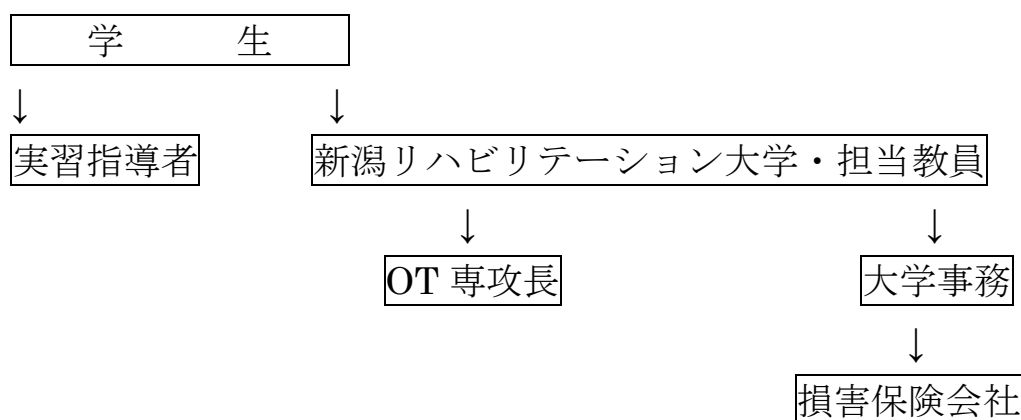 学 生
↓ ↓
実習指導者 新潟リハビリテーション大学・担当教員
↓ ↓
OT 専攻長 大学事務
↓
損害保険会社